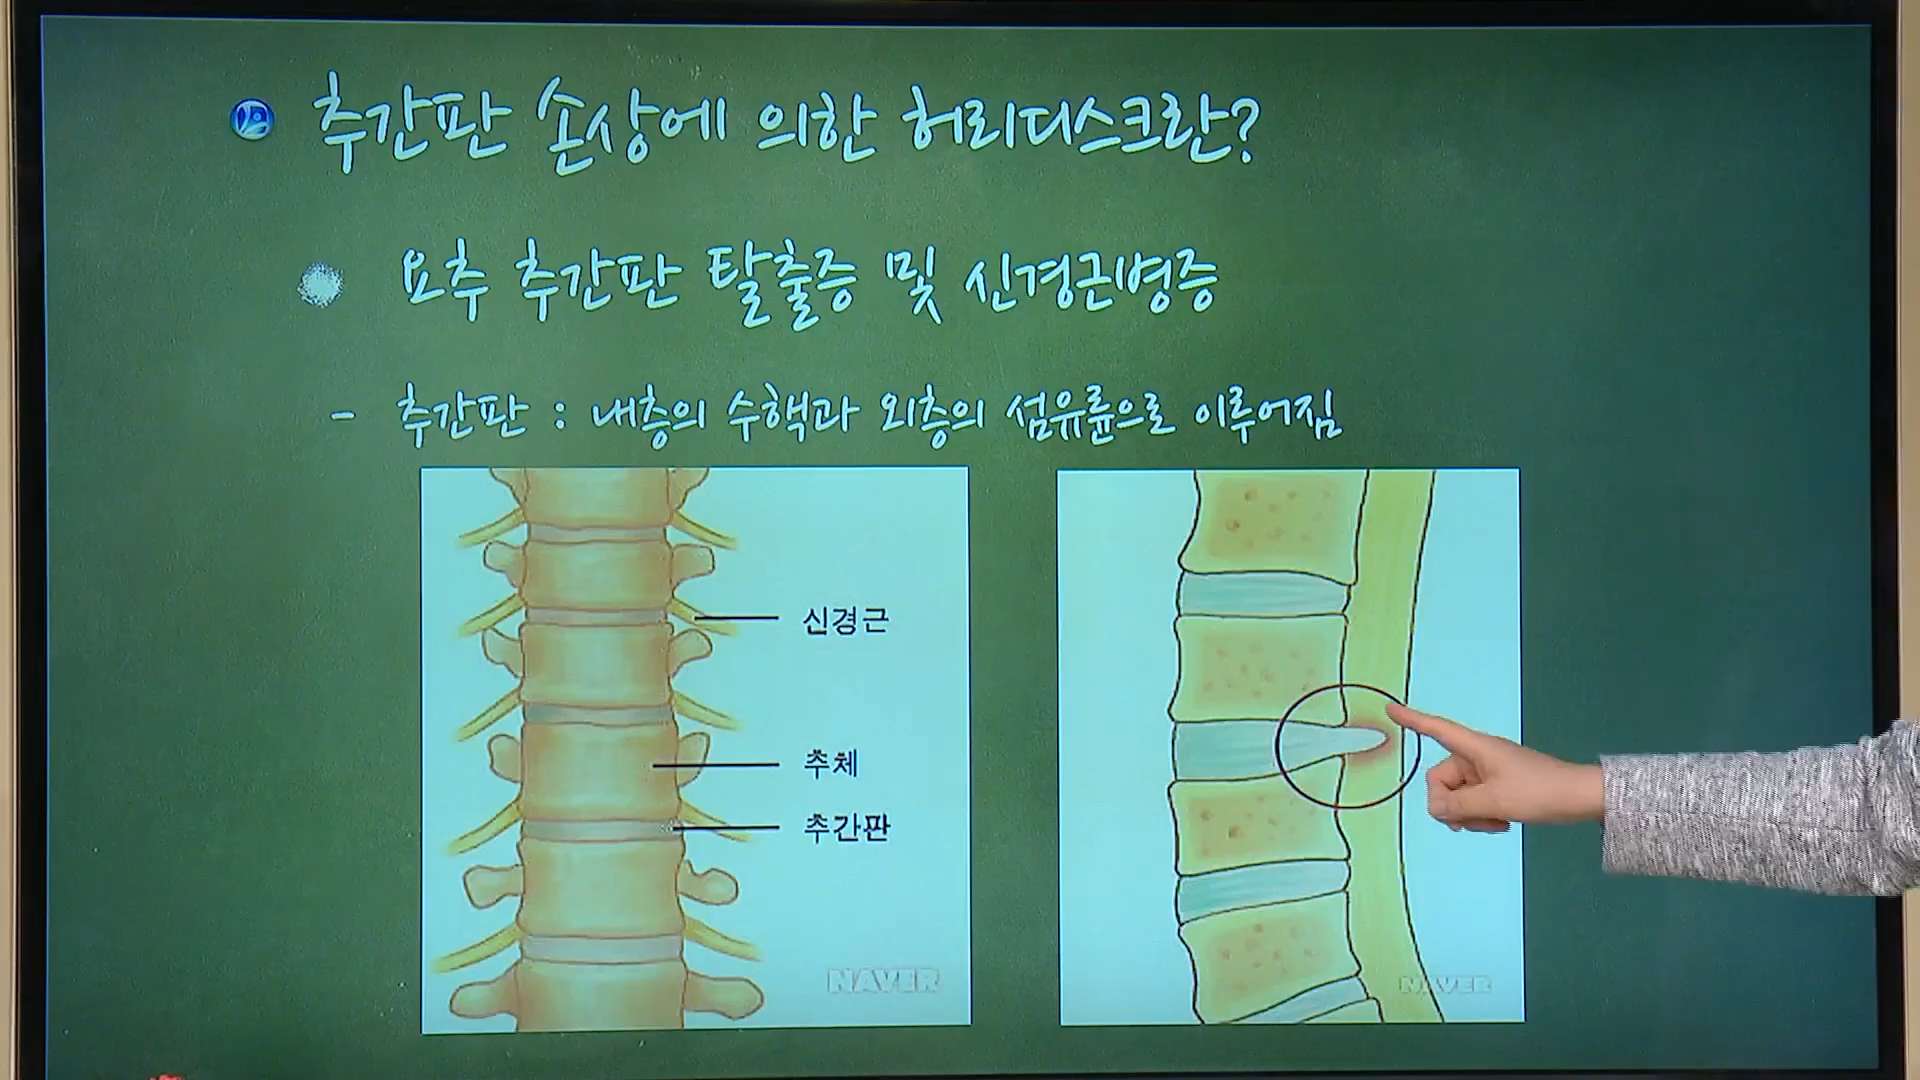 추간판 손상에 의한 허리디스크란?
요추 추간판 탈출증 및 신경근병증
- 추간판 : 내층의 수핵과 외층의 섬유륜으로 이루어짐
신경근
추체
추간판
NAVER
NAVER